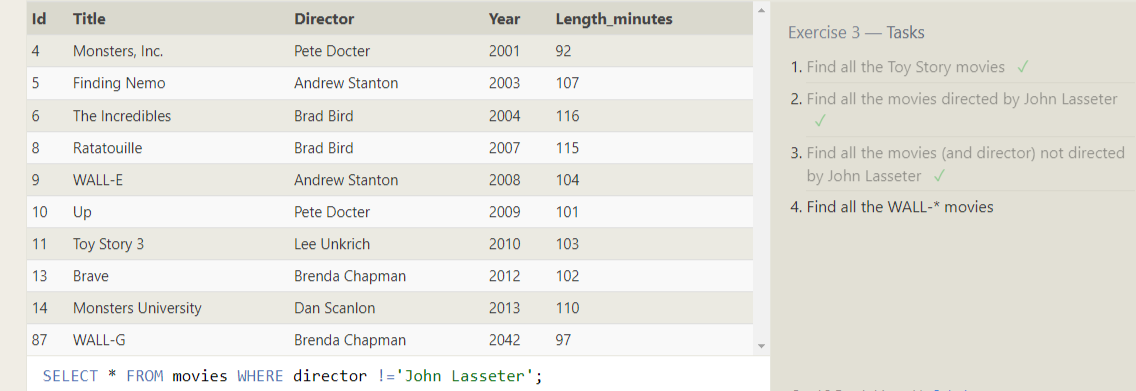 Id Title Director Year Length_minutes
4 Monsters, Inc. Pete Docter 2001 92
5 Finding Nemo Andrew Stanton 2003 107
6 The Incredibles Brad Bird 2004 116
8 Ratatouille Brad Bird 2007 115
9 WALL-E Andrew Stanton 2008 104
10 Up Pete Docter 2009 101
11 Toy Story 3 Lee Unkrich 2010 103
13 Brave Brenda Chapman 2012 102
14 Monsters University Dan Scanlon 2013 110
87 WALL-G Brenda Chapman 2042 97
SELECT * FROM movies WHERE director !='John Lasseter';
Exercise 3 — Tasks
1. Find all the Toy Story movies ✓
2. Find all the movies directed by John Lasseter
✓
3. Find all the movies (and director) not directed
by John Lasseter ✓
4. Find all the WALL-* movies